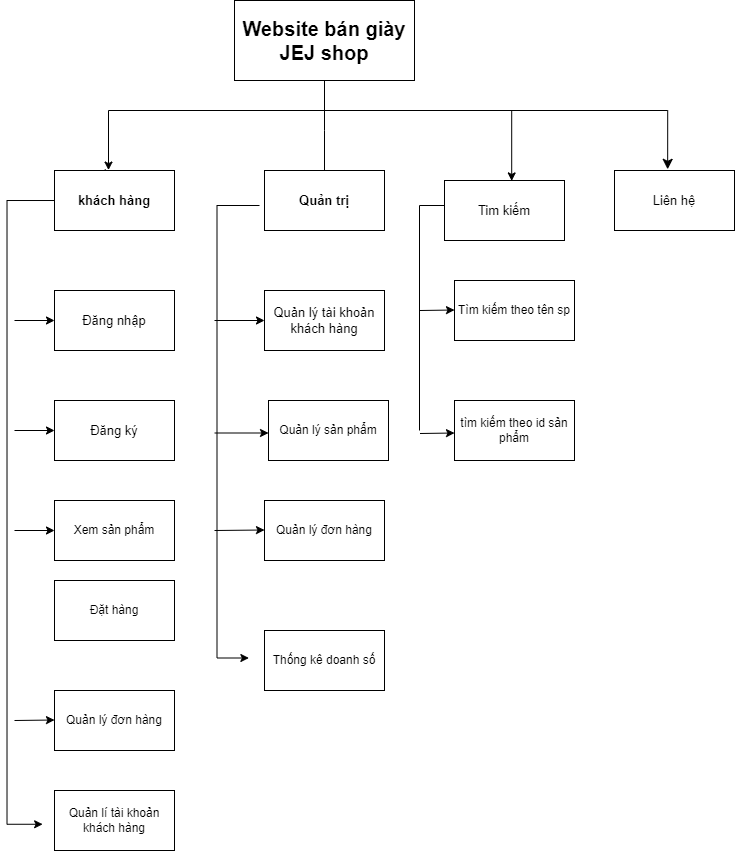 Website bán giày
JEJ shop
khách hàng
Quản trị
Tìm kiếm
Liên hệ
Đăng nhập
Quản lý tài khoản
khách hàng
Tìm kiếm theo tên sp
Đăng ký
Quản lý sản phẩm
tìm kiếm theo id sản
phẩm
Xem sản phẩm
Quản lý đơn hàng
Đặt hàng
Thống kê doanh số
Quản lý đơn hàng
Quản lí tài khoản
khách hàng